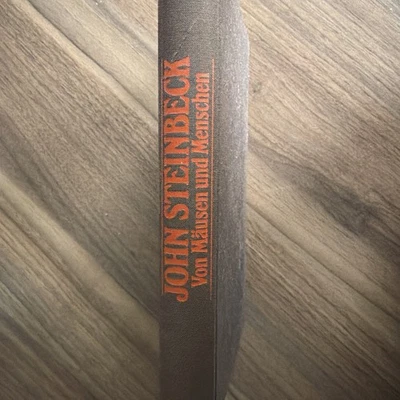 JOHN STEINBECK
Von Mäusen und Menschen